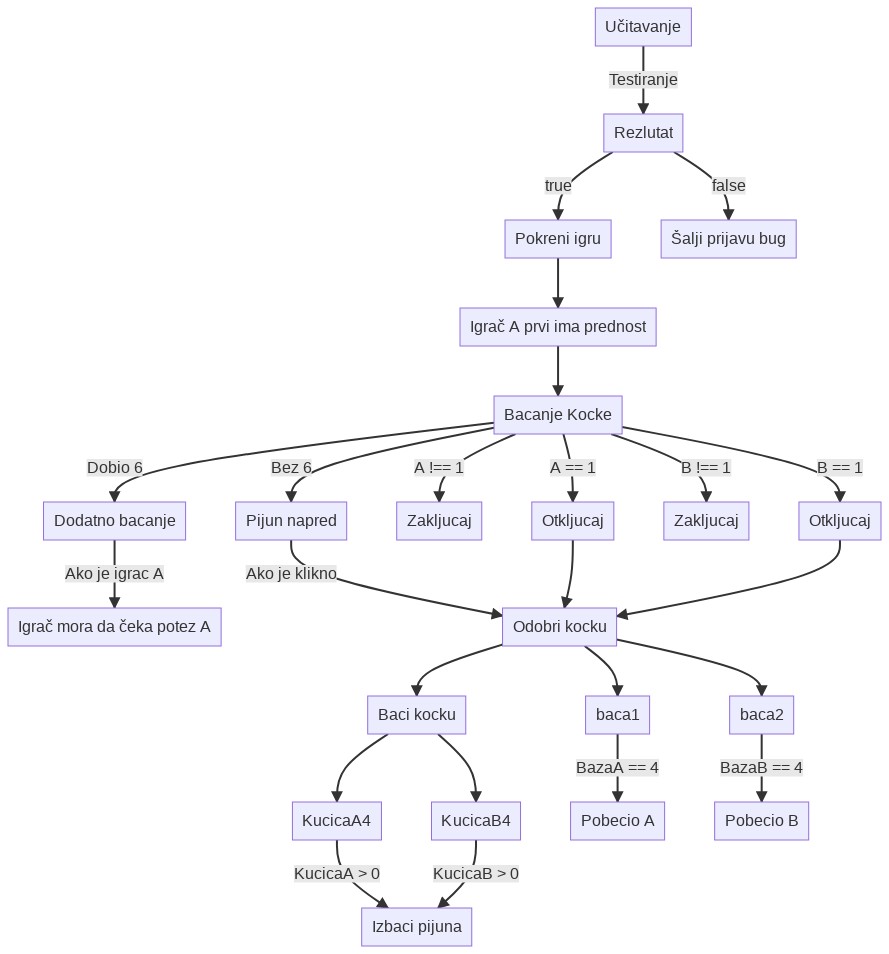 Učitavanje
Testiranje
Rezlutat
true
false
Pokreni igru
Šalji prijavu bug
Igrač A prvi ima prednost
Bacanje Kocke
Dobio 6
Bez 6
A !== 1
A == 1
B !== 1
B == 1
Dodatno bacanje
Pijun napred
Zakljucaj
Otkljucaj
Zakljucaj
Otkljucaj
Ako je igrac A
Ako je klikno
Igrač mora da čeka potez A
Odobri kocku
Baci kocku
baca1
baca2
BazaA == 4
BazaB == 4
KucicaA4
KucicaB4
Pobecio A
Pobecio B
KucicaA > 0
KucicaB > 0
Izbaci pijuna